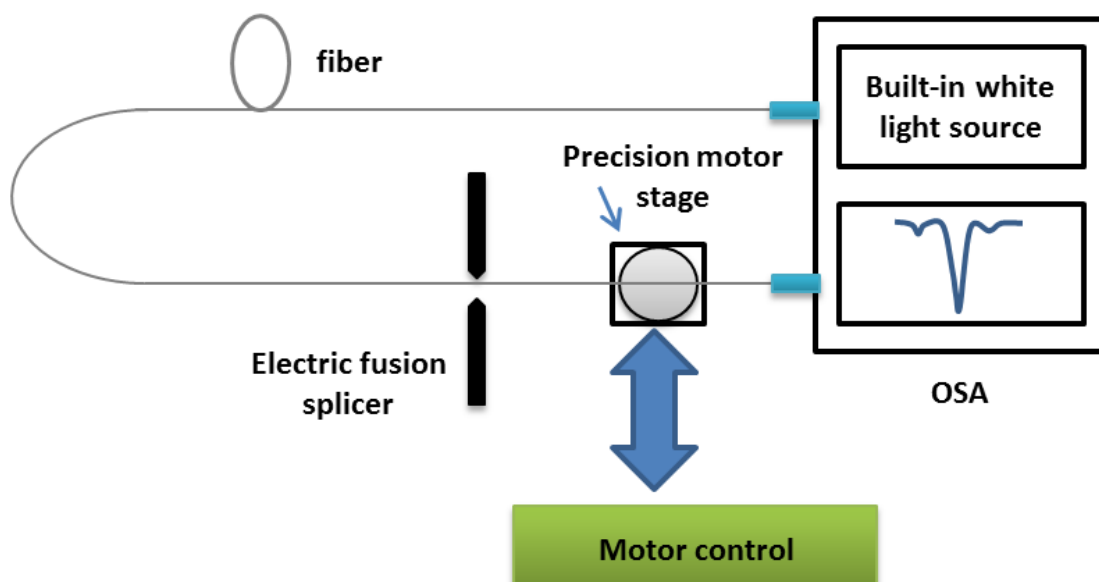 fiber
Built-in white
light source
Precision motor
stage
Electric fusion
splicer
OSA
Motor control